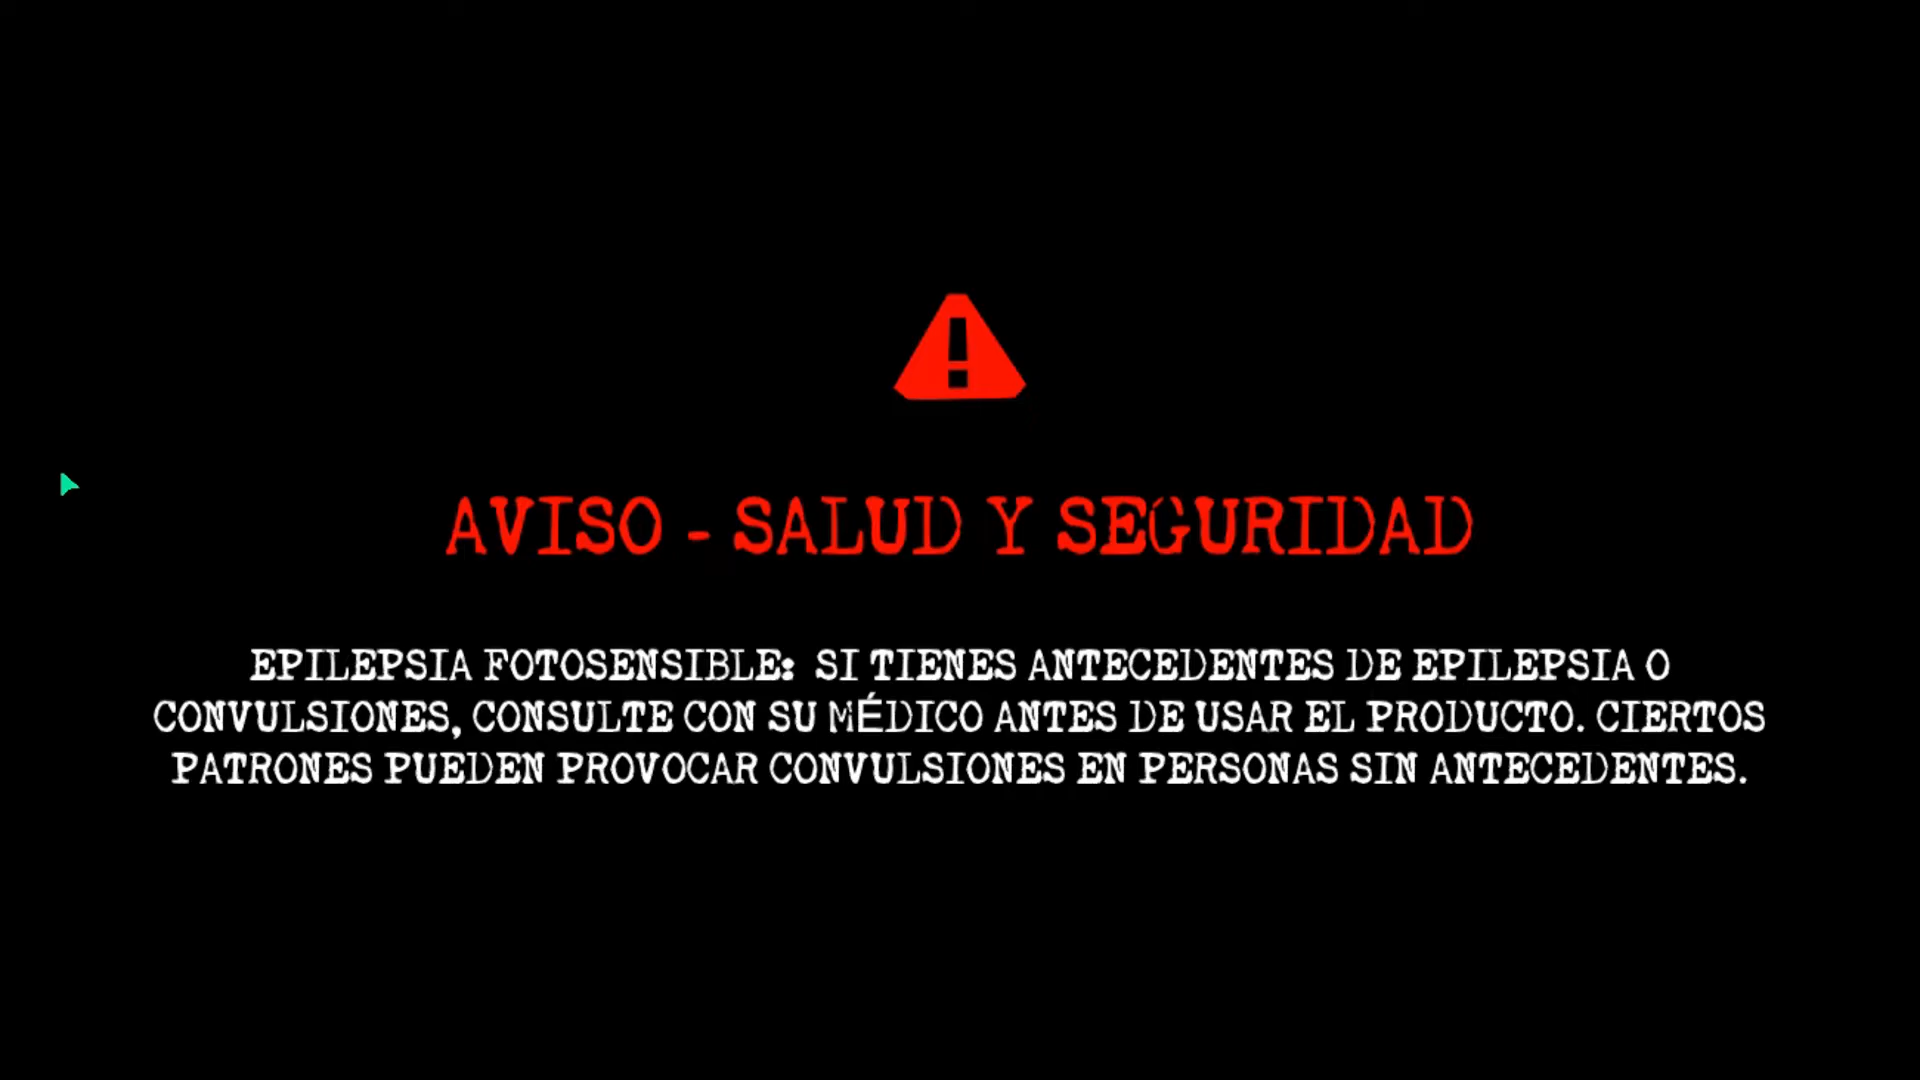 AVISO - SALUD Y SEGURIDAD
EPILEPSIA FOTOSENSIBLE: SI TIENES ANTECEDENTES DE EPILEPSIA O
CONVULSIONES, CONSULTE CON SU MÉDICO ANTES DE USAR EL PRODUCTO. CIERTOS
PATRONES PUEDEN PROVOCAR CONVULSIONES EN PERSONAS SIN ANTECEDENTES.